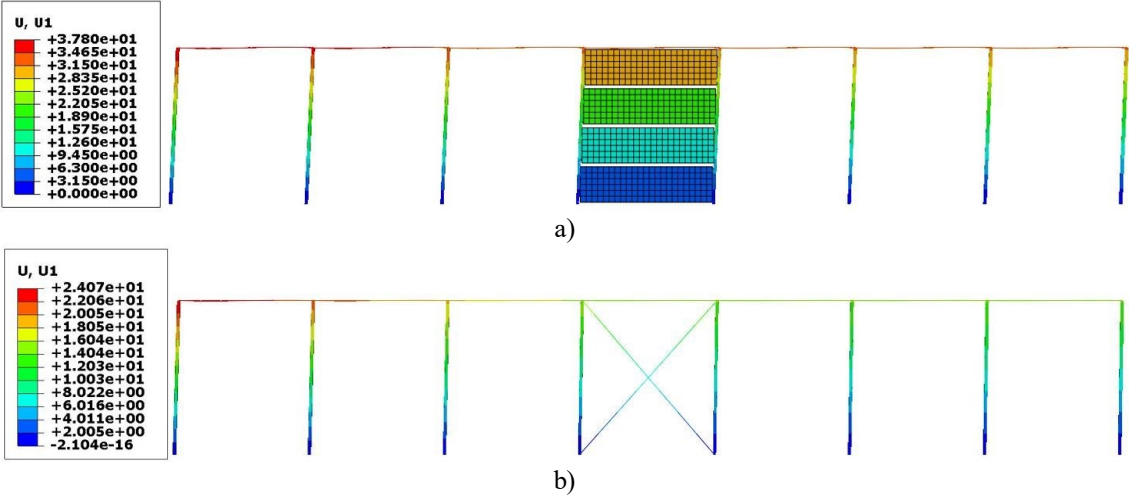 U, U1
+3.780e+01
+3.465e+01
+3.150e+01
+2.835e+01
+2.520e+01
+2.205e+01
+1.890e+01
+1.575e+01
+1.260e+01
+9.450e+00
+6.300e+00
+3.150e+00
+0.000e+00
a)
U, U1
+2.407e+01
+2.206e+01
+2.005e+01
+1.805e+01
+1.604e+01
+1.404e+01
+1.203e+01
+1.003e+01
+8.022e+00
+6.016e+00
+4.011e+00
+2.005e+00
-2.104e-16
b)